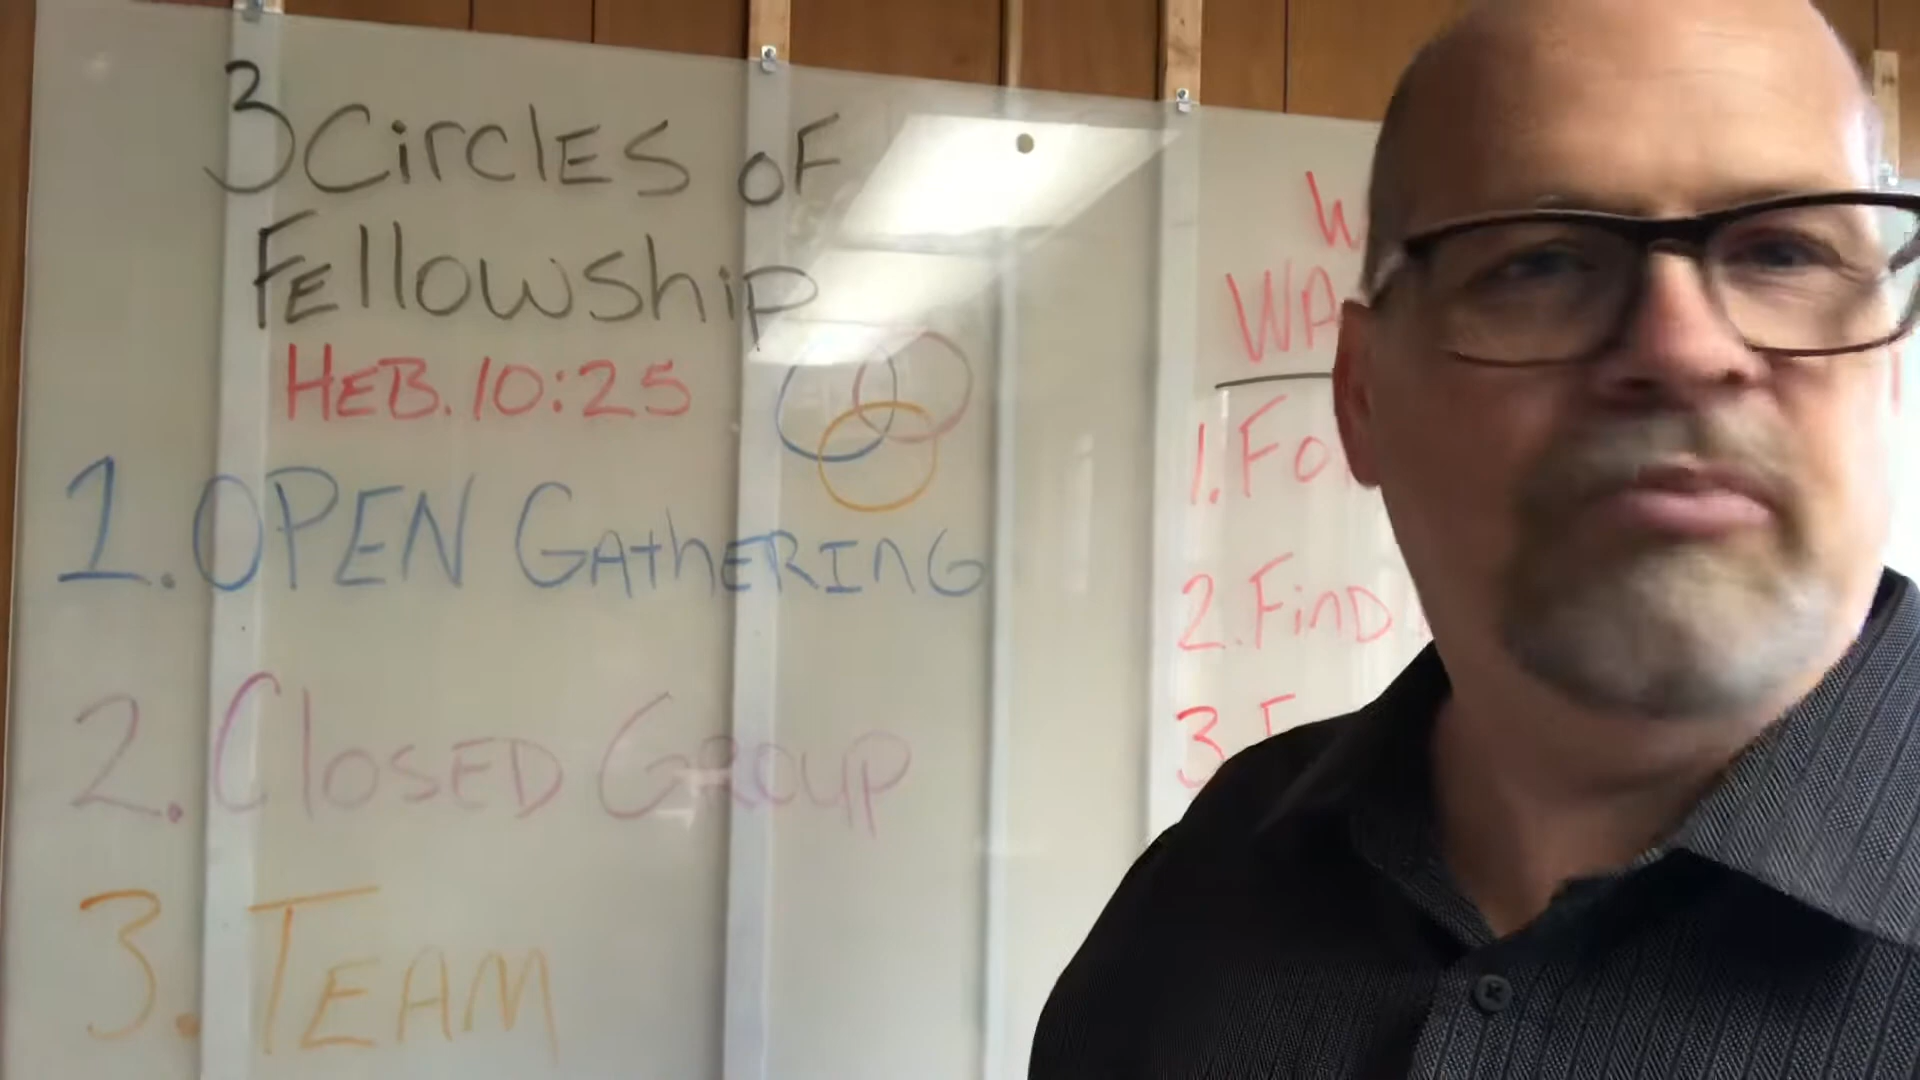 3 CirclES oF
FEllowship
HEB. 10:25
1. OPEN GAthERInG
2. ClosED GRoup
3. TEAM
1.
2. FinD
3.